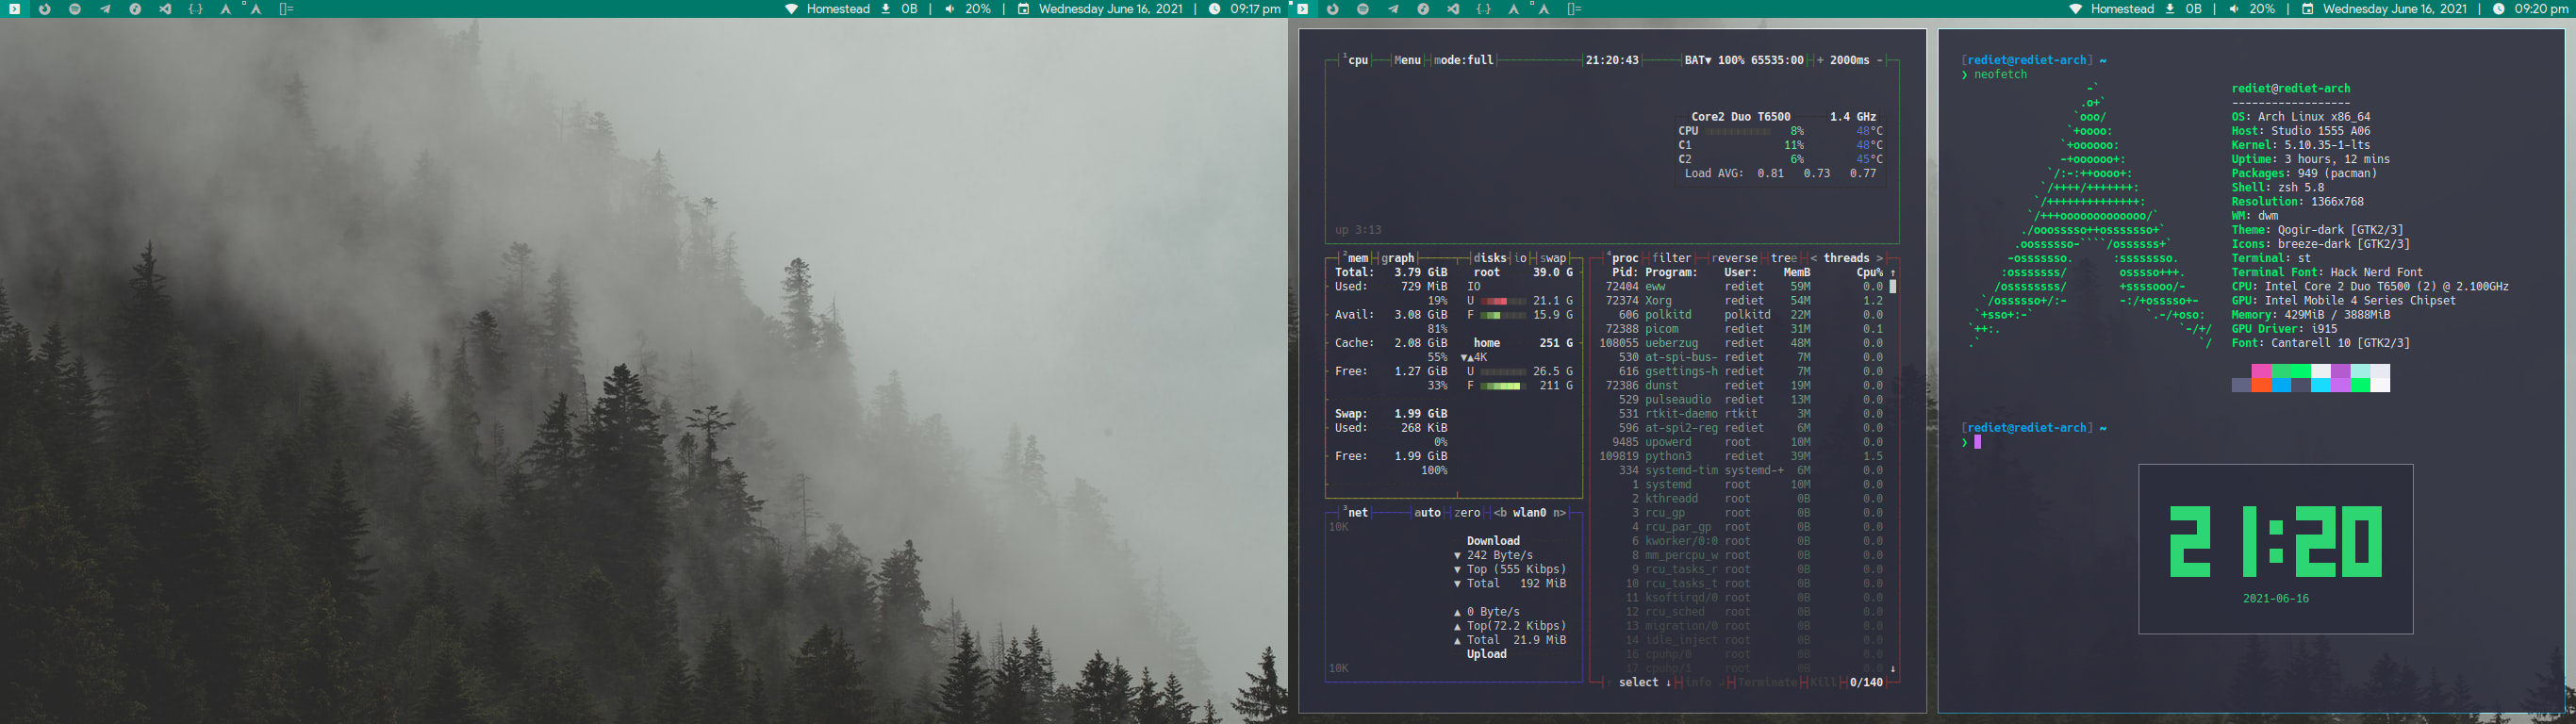 Homestead 0B | 20% | Wednesday June 16, 2021 | 09:17 pm
{..} []=
Homestead 0B | 20% | Wednesday June 16, 2021 | 09:20 pm
{..} []=
¹cpu Menu mode:full 21:20:43 BAT▼ 100% 65535:00 + 2000ms -
Core2 Duo T6500 1.4 GHz
CPU 8% 48°C
C1 11% 48°C
C2 6% 45°C
Load AVG: 0.81 0.73 0.77
up 3:13
²mem graph disks io swap
Total: 3.79 GiB
Used: 729 MiB
19%
Avail: 3.08 GiB
81%
Cache: 2.08 GiB
55%
Free: 1.27 GiB
33%
Swap: 1.99 GiB
Used: 268 KiB
0%
Free: 1.99 GiB
100%
root 39.0 G
IO
U 21.1 G
F 15.9 G
home 251 G
▼▲4K
U 26.5 G
F 211 G
³net auto zero <b wlan0 n>
10K
Download
▼ 242 Byte/s
▼ Top (555 Kibps)
▼ Total 192 MiB
▲ 0 Byte/s
▲ Top(72.2 Kibps)
▲ Total 21.9 MiB
Upload
10K
⁴proc filter reverse tree < threads >
Pid: Program: User: MemB Cpu% ↑
72404 eww rediet 59M 0.0
72374 Xorg rediet 54M 1.2
606 polkitd polkitd 22M 0.0
72388 picom rediet 31M 0.1
108055 ueberzug rediet 48M 0.0
530 at-spi-bus- rediet 7M 0.0
616 gsettings-h rediet 7M 0.0
72386 dunst rediet 19M 0.0
529 pulseaudio rediet 13M 0.0
531 rtkit-daemo rtkit 3M 0.0
596 at-spi2-reg rediet 6M 0.0
9485 upowerd root 10M 0.0
109819 python3 rediet 39M 1.5
334 systemd-tim systemd-+ 6M 0.0
1 systemd root 10M 0.0
2 kthreadd root 0B 0.0
3 rcu_gp root 0B 0.0
4 rcu_par_gp root 0B 0.0
6 kworker/0:0 root 0B 0.0
8 mm_percpu_w root 0B 0.0
9 rcu_tasks_r root 0B 0.0
10 rcu_tasks_t root 0B 0.0
11 ksoftirqd/0 root 0B 0.0
12 rcu_sched root 0B 0.0
13 migration/0 root 0B 0.0
14 idle_inject root 0B 0.0
16 cpuhp/0 root 0B 0.0
17 cpuhp/1 root 0B 0.0 ↓
↑ select ↓ info ↲ Terminate Kill 0/140
[rediet@rediet-arch] ~
❯ neofetch
rediet@rediet-arch
------------------
OS: Arch Linux x86_64
Host: Studio 1555 A06
Kernel: 5.10.35-1-lts
Uptime: 3 hours, 12 mins
Packages: 949 (pacman)
Shell: zsh 5.8
Resolution: 1366x768
WM: dwm
Theme: Qogir-dark [GTK2/3]
Icons: breeze-dark [GTK2/3]
Terminal: st
Terminal Font: Hack Nerd Font
CPU: Intel Core 2 Duo T6500 (2) @ 2.100GHz
GPU: Intel Mobile 4 Series Chipset
Memory: 429MiB / 3888MiB
GPU Driver: i915
Font: Cantarell 10 [GTK2/3]
[rediet@rediet-arch] ~
❯
21:20
2021-06-16